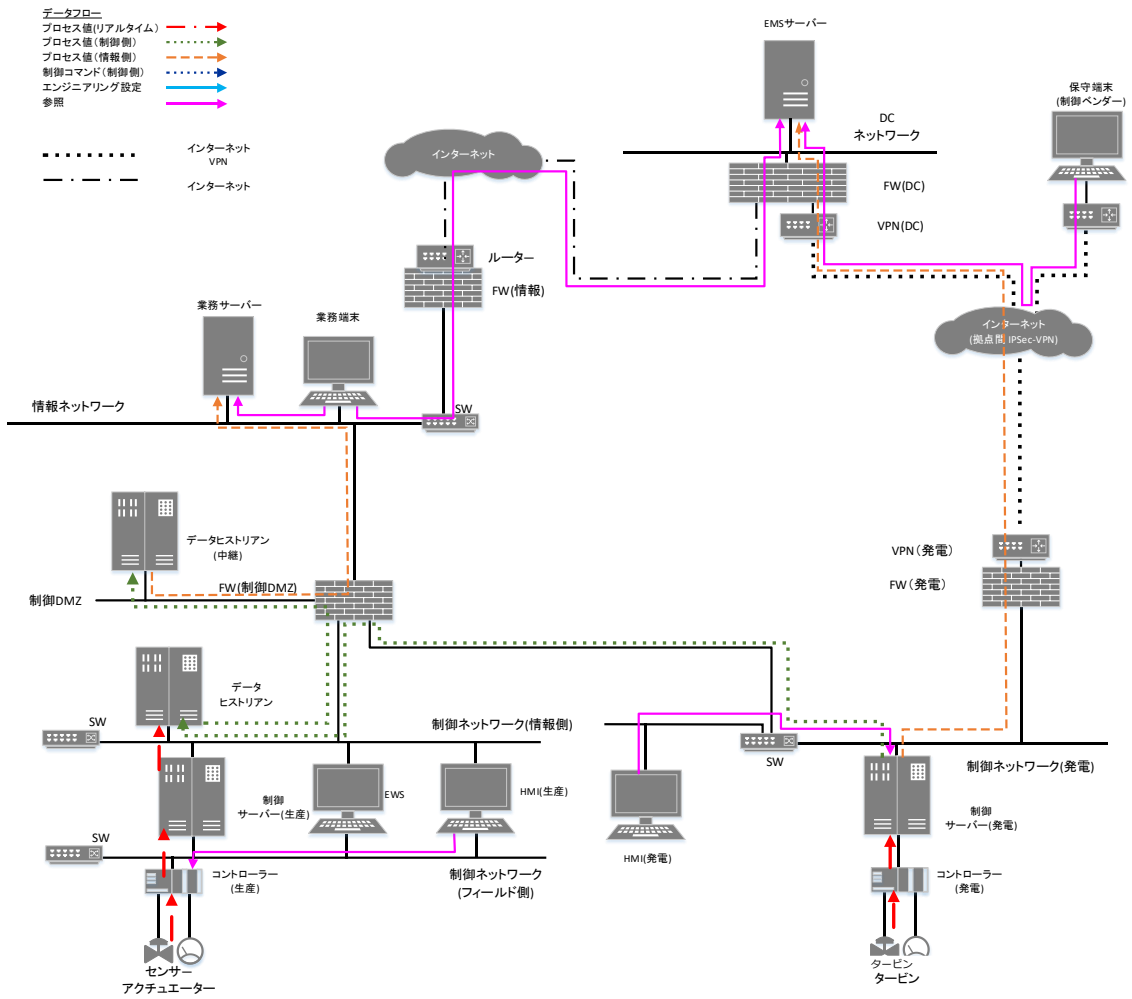 データフロー
プロセス値(リアルタイム)
プロセス値(制御側)
プロセス値(情報側)
制御コマンド(制御側)
エンジニアリング設定
参照
インターネット
VPN
インターネット
EMSサーバー
DC
ネットワーク
保守端末
(制御ベンダー)
インターネット
FW(DC)
VPN(DC)
ルーター
FW(情報)
業務サーバー
業務端末
インターネット
(拠点間 IPSec-VPN)
情報ネットワーク
SW
データヒストリアン
(中継)
VPN(発電)
FW(制御DMZ)
FW(発電)
制御DMZ
データ
ヒストリアン
SW
制御ネットワーク(情報側)
SW
制御ネットワーク(発電)
制御
サーバー(生産)
EWS
HMI(生産)
制御
サーバー(発電)
SW
HMI(発電)
コントローラー
(生産)
制御ネットワーク
(フィールド側)
コントローラー
(発電)
センサー
アクチュエーター
タービン
タービン